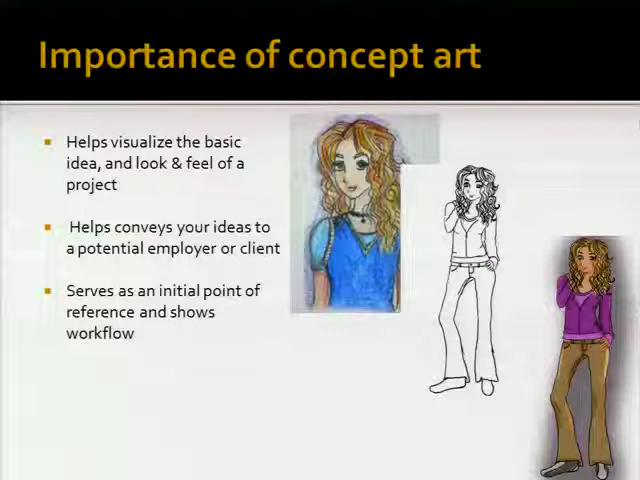 Importance of concept art
Helps visualize the basic
idea, and look & feel of a
project
Helps conveys your ideas to
a potential employer or client
Serves as an initial point of
reference and shows
workflow